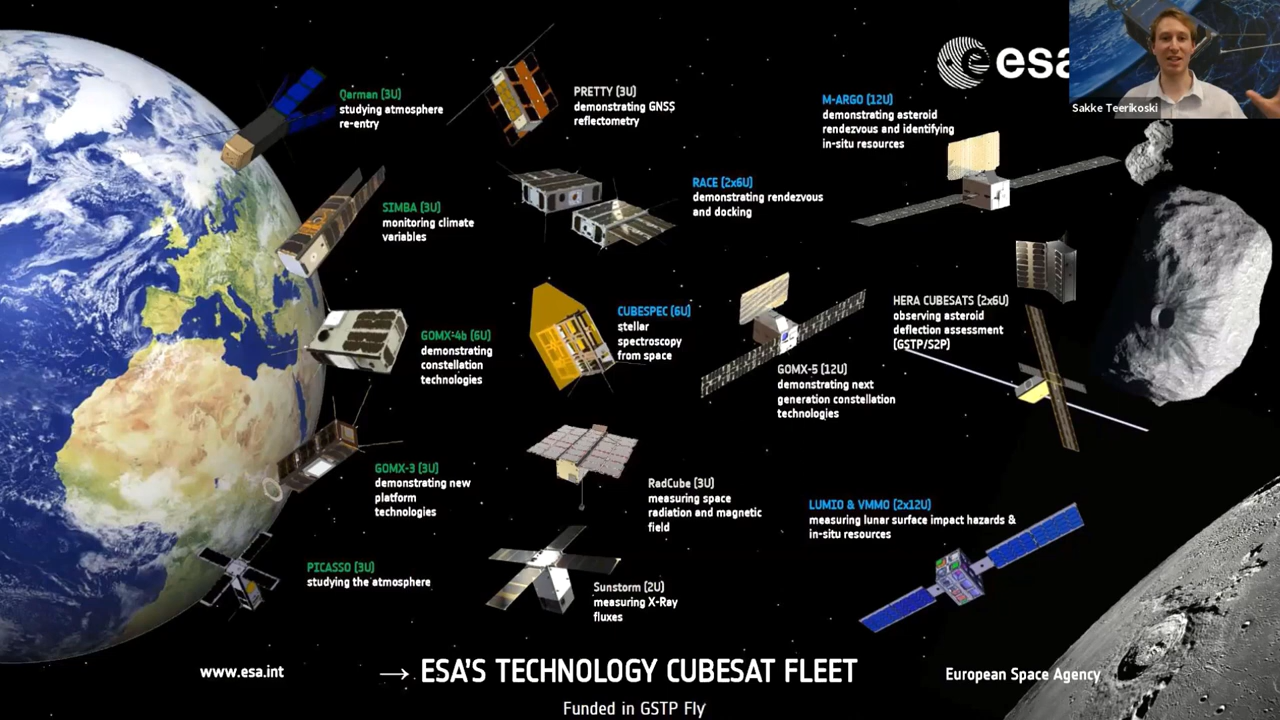 Qarman (3U)
studying atmosphere
re-entry
PRETTY (3U)
demonstrating GNSS
reflectometry
M-ARGO (12U)
demonstrating asteroid
rendezvous and identifying
in-situ resources
esa
Sakke Teerikoski
SIMBA (3U)
monitoring climate
variables
RACE (2x6U)
demonstrating rendezvous
and docking
GOMX-4b (6U)
demonstrating
constellation
technologies
CUBESPEC (6U)
stellar
spectroscopy
from space
GOMX-5 (12U)
demonstrating next
generation constellation
technologies
HERA CUBESATS (2x6U)
observing asteroid
deflection assessment
(GSTP/S2P)
GOMX-3 (3U)
demonstrating new
platform
technologies
RadCube (3U)
measuring space
radiation and magnetic
field
LUMIO & VMMO (2x12U)
measuring lunar surface impact hazards &
in-situ resources
PICASSO (3U)
studying the atmosphere
Sunstorm (2U)
measuring X-Ray
fluxes
www.esa.int
→ ESA'S TECHNOLOGY CUBESAT FLEET
European Space Agency
Funded in GSTP Fly